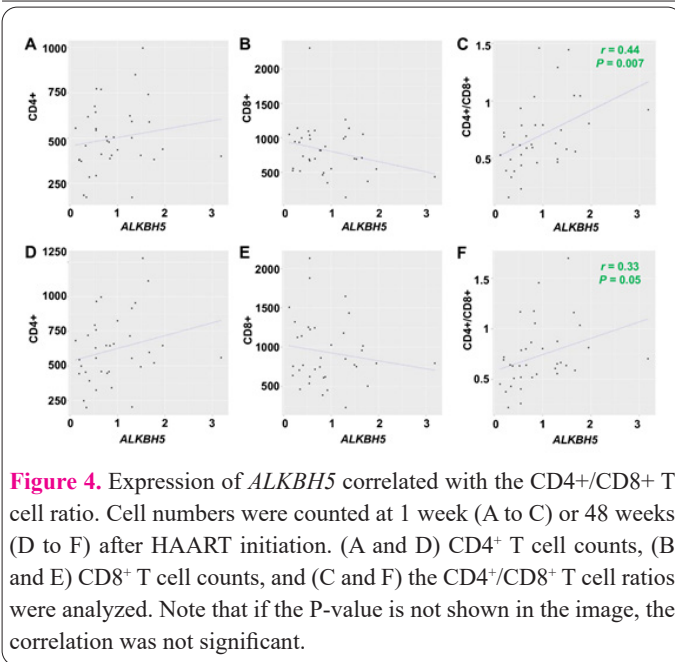 A
B
C
1000
750
500
250
CD4+
0 1 2 3
ALKBH5
2000
1500
1000
500
CD8+
0 1 2 3
ALKBH5
1.5
1
0.5
CD4+/CD8+
r = 0.44
P = 0.007
0 1 2 3
ALKBH5
D
E
F
1250
1000
750
500
250
CD4+
0 1 2 3
ALKBH5
2000
1500
1000
500
CD8+
0 1 2 3
ALKBH5
1.5
1
0.5
CD4+/CD8+
r = 0.33
P = 0.05
0 1 2 3
ALKBH5
Figure 4. Expression of ALKBH5 correlated with the CD4+/CD8+ T
cell ratio. Cell numbers were counted at 1 week (A to C) or 48 weeks
(D to F) after HAART initiation. (A and D) CD4⁺ T cell counts, (B
and E) CD8⁺ T cell counts, and (C and F) the CD4⁺/CD8⁺ T cell ratios
were analyzed. Note that if the P-value is not shown in the image, the
correlation was not significant.